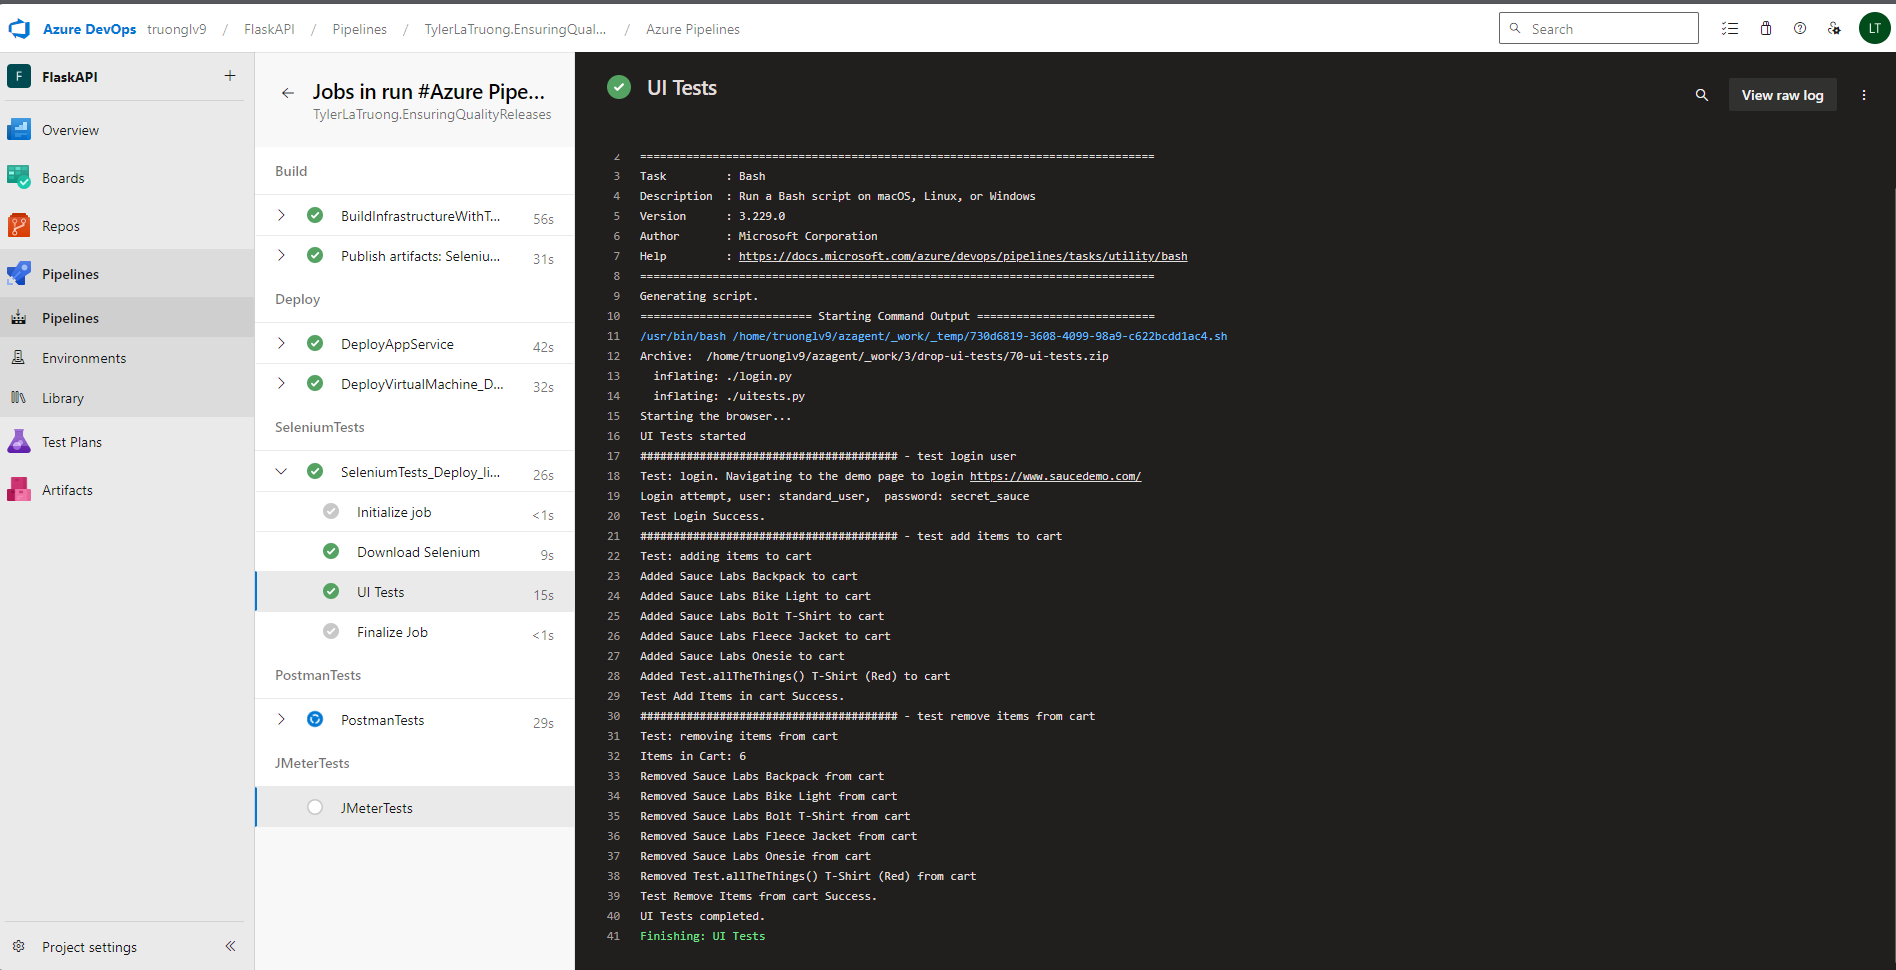 Azure DevOps truonglv9 / FlaskAPI / Pipelines / TylerLaTruong.EnsuringQual... / Azure Pipelines
Search
LT
F FlaskAPI +
Overview
Boards
Repos
Pipelines
Pipelines
Environments
Library
Test Plans
Artifacts
Project settings
Jobs in run #Azure Pipe...
TylerLaTruong.EnsuringQualityReleases
Build
BuildInfrastructureWithT... 56s
Publish artifacts: Seleniu... 31s
Deploy
DeployAppService 42s
DeployVirtualMachine_D... 32s
SeleniumTests
SeleniumTests_Deploy_li... 26s
Initialize job <1s
Download Selenium 9s
UI Tests 15s
Finalize Job <1s
PostmanTests
PostmanTests 29s
JMeterTests
JMeterTests
UI Tests
View raw log
2 ==============================================================================
3 Task         : Bash
4 Description  : Run a Bash script on macOS, Linux, or Windows
5 Version      : 3.229.0
6 Author       : Microsoft Corporation
7 Help         : https://docs.microsoft.com/azure/devops/pipelines/tasks/utility/bash
8 ==============================================================================
9 Generating script.
10 ========================== Starting Command Output ===========================
11 /usr/bin/bash /home/truonglv9/azagent/_work/_temp/730d6819-3608-4099-98a9-c622bcdd1ac4.sh
12 Archive:  /home/truonglv9/azagent/_work/3/drop-ui-tests/70-ui-tests.zip
13   inflating: ./login.py
14   inflating: ./uitests.py
15 Starting the browser...
16 UI Tests started
17 ####################################### - test login user
18 Test: login. Navigating to the demo page to login https://www.saucedemo.com/
19 Login attempt, user: standard_user,  password: secret_sauce
20 Test Login Success.
21 ####################################### - test add items to cart
22 Test: adding items to cart
23 Added Sauce Labs Backpack to cart
24 Added Sauce Labs Bike Light to cart
25 Added Sauce Labs Bolt T-Shirt to cart
26 Added Sauce Labs Fleece Jacket to cart
27 Added Sauce Labs Onesie to cart
28 Added Test.allTheThings() T-Shirt (Red) to cart
29 Test Add Items in cart Success.
30 ####################################### - test remove items from cart
31 Test: removing items from cart
32 Items in Cart: 6
33 Removed Sauce Labs Backpack from cart
34 Removed Sauce Labs Bike Light from cart
35 Removed Sauce Labs Bolt T-Shirt from cart
36 Removed Sauce Labs Fleece Jacket from cart
37 Removed Sauce Labs Onesie from cart
38 Removed Test.allTheThings() T-Shirt (Red) from cart
39 Test Remove Items from cart Success.
40 UI Tests completed.
41 Finishing: UI Tests